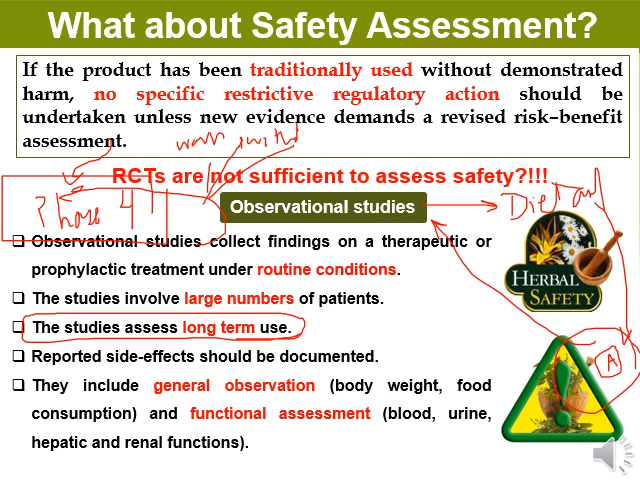 What about Safety Assessment?
If the product has been traditionally used without demonstrated
harm, no specific restrictive regulatory action should be
undertaken unless new evidence demands a revised risk–benefit
assessment.
RCTs are not sufficient to assess safety?!!!
Phase 4
Observational studies
❑ Observational studies collect findings on a therapeutic or
prophylactic treatment under routine conditions.
❑ The studies involve large numbers of patients.
❑ The studies assess long term use.
❑ Reported side-effects should be documented.
❑ They include general observation (body weight, food
consumption) and functional assessment (blood, urine,
hepatic and renal functions).
HERBAL
SAFETY
A